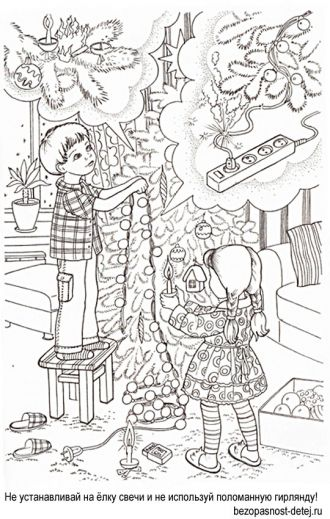 Не устанавливай на ёлку свечи и не используй поломанную гирлянду!
bezopasnost-detej.ru